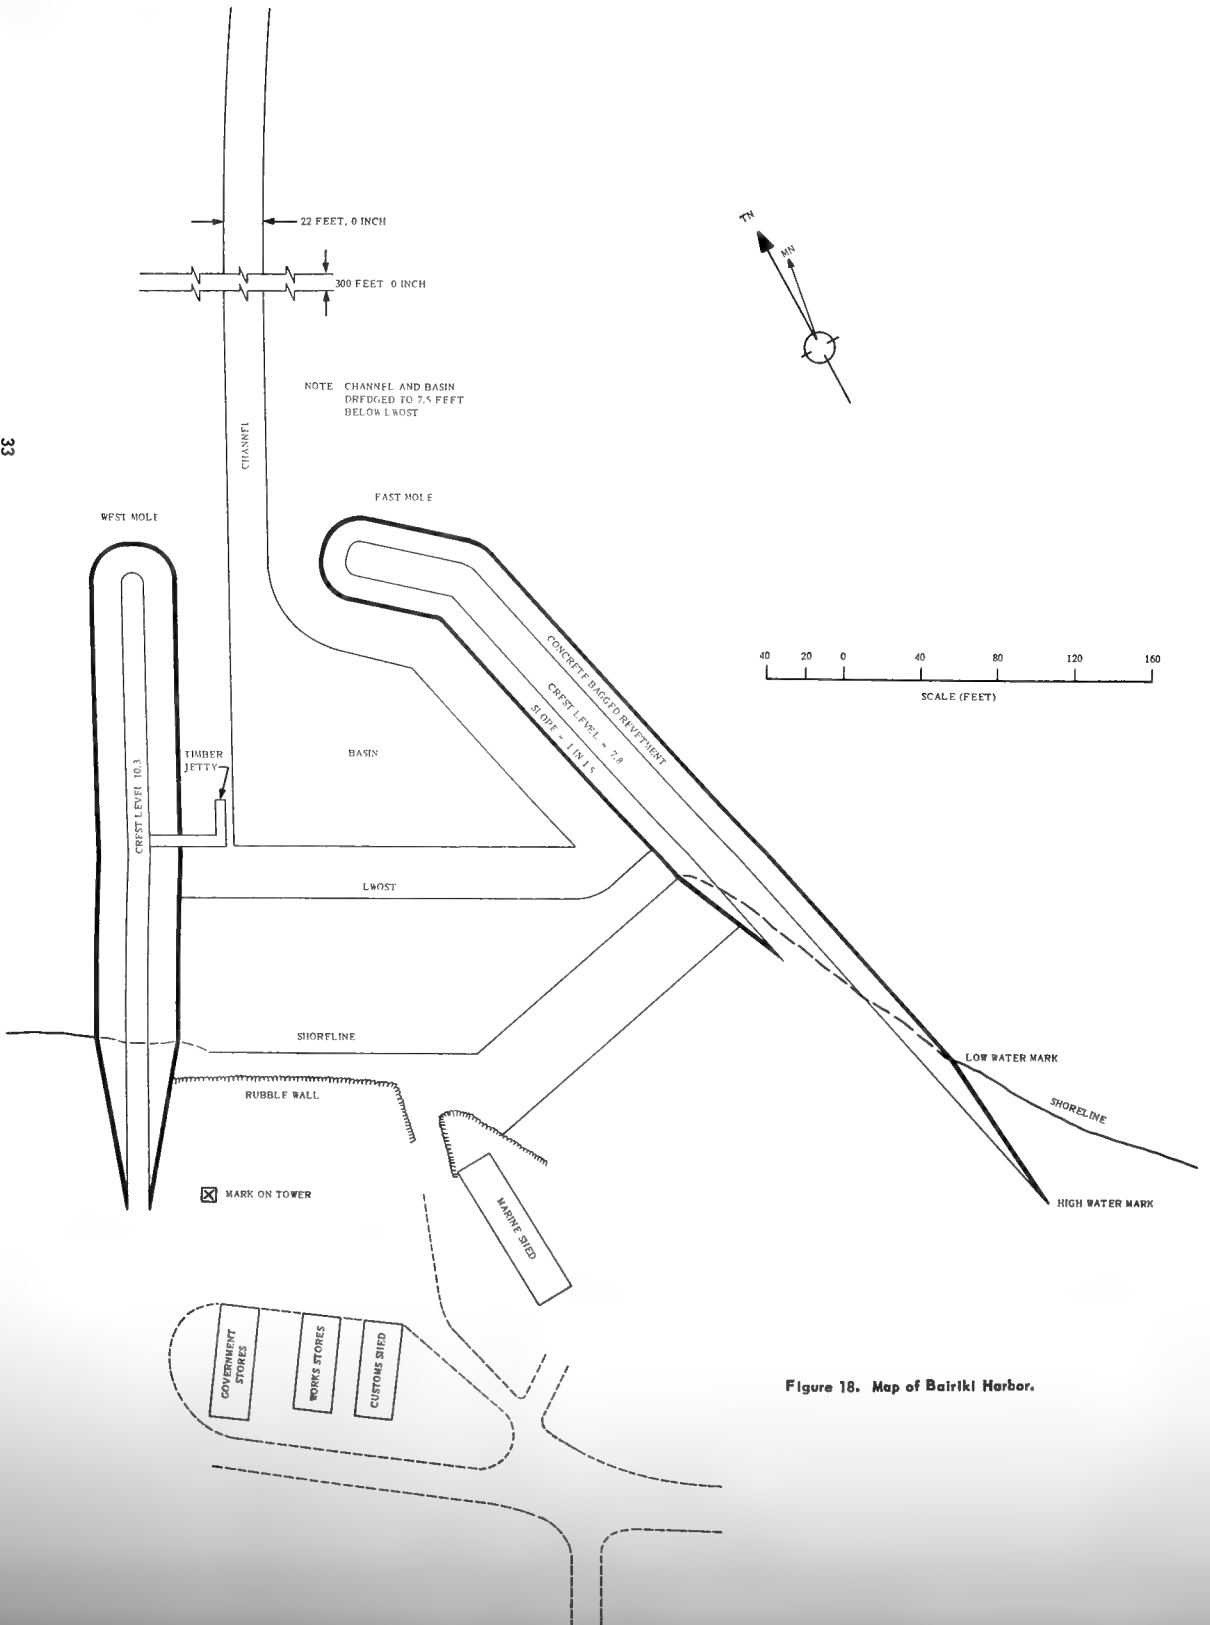 22 FEET, 0 INCH
300 FEET 0 INCH
TN
MN
NOTE CHANNEL AND BASIN
DREDGED TO 7.5 FEET
BELOW LWOST
CHANNEL
33
EAST MOLE
WEST MOLE
CONCRETE BAGGED REVETMENT
CREST LEVEL = 7.8
SLOPE = 1 IN 1.5
40 20 0 40 80 120 160
SCALE (FEET)
TIMBER
JETTY
BASIN
CREST LEVEL 10.3
LWOST
SHORELINE
LOW WATER MARK
RUBBLE WALL
SHORELINE
MARK ON TOWER
HIGH WATER MARK
MARINE SHED
GOVERNMENT
STORES
WORKS STORES
CUSTOMS SHED
Figure 18. Map of Bairiki Harbor.